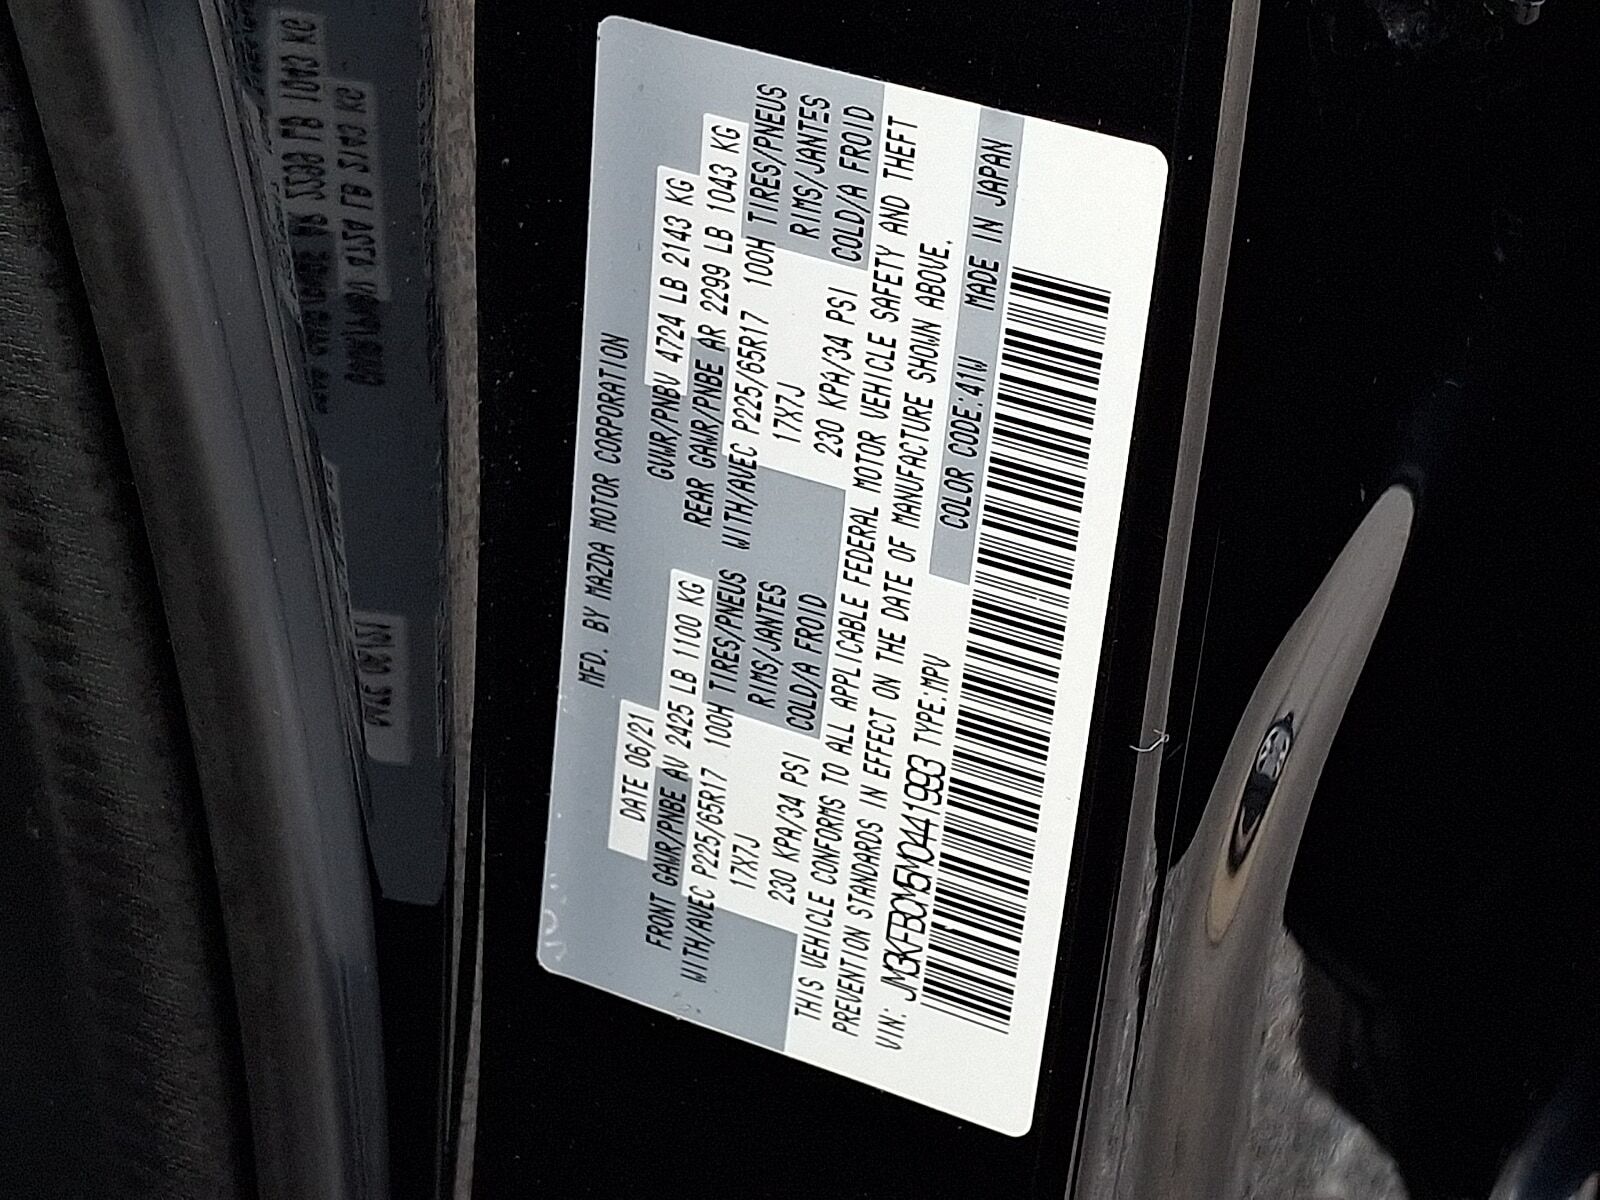 MFD. BY MAZDA MOTOR CORPORATION
DATE 06/21 GVWR/PNBV 4724 LB 2143 KG
FRONT GAWR/PNBE AV 2425 LB 1100 KG REAR GAWR/PNBE AR 2299 LB 1043 KG
WITH/AVEC P225/65R17 100H TIRES/PNEUS WITH/AVEC P225/65R17 100H TIRES/PNEUS
17X7J RIMS/JANTES 17X7J RIMS/JANTES
230 KPA/34 PSI COLD/A FROID 230 KPA/34 PSI COLD/A FROID
THIS VEHICLE CONFORMS TO ALL APPLICABLE FEDERAL MOTOR VEHICLE SAFETY AND THEFT
PREVENTION STANDARDS IN EFFECT ON THE DATE OF MANUFACTURE SHOWN ABOVE.
VIN: JM3KFBCM5M0441993 TYPE:MPV COLOR CODE:41W MADE IN JAPAN